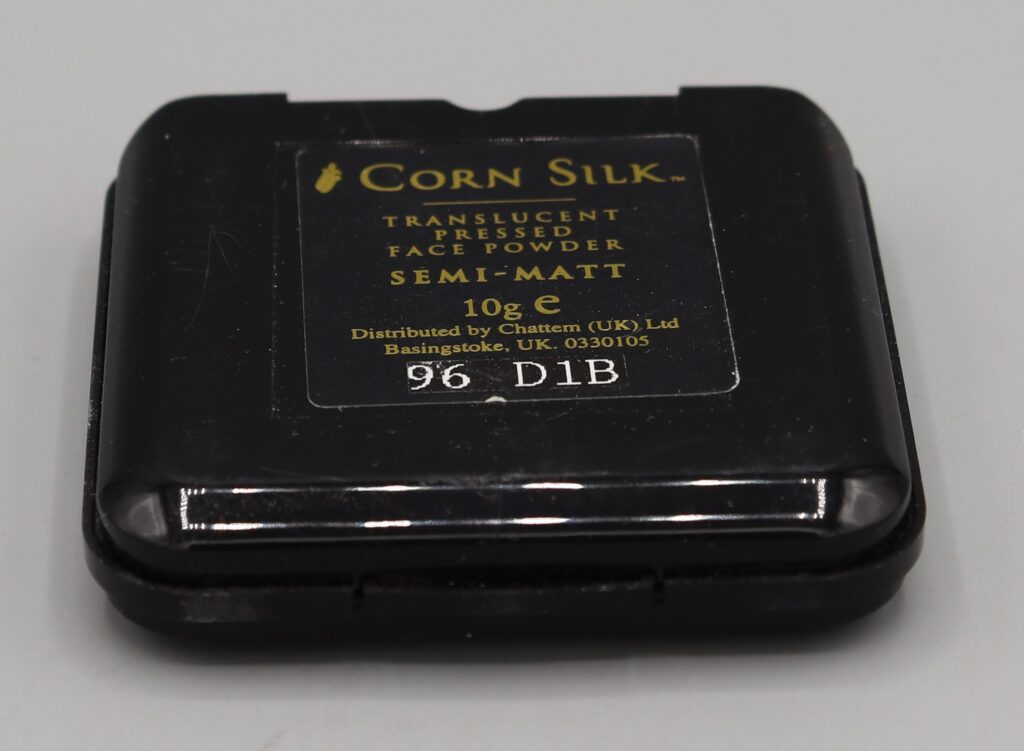 CORN SILK™
TRANSLUCENT
PRESSED
FACE POWDER
SEMI-MATT
10g ℮
Distributed by Chattem (UK) Ltd
Basingstoke, UK. 0330105
96 D1B